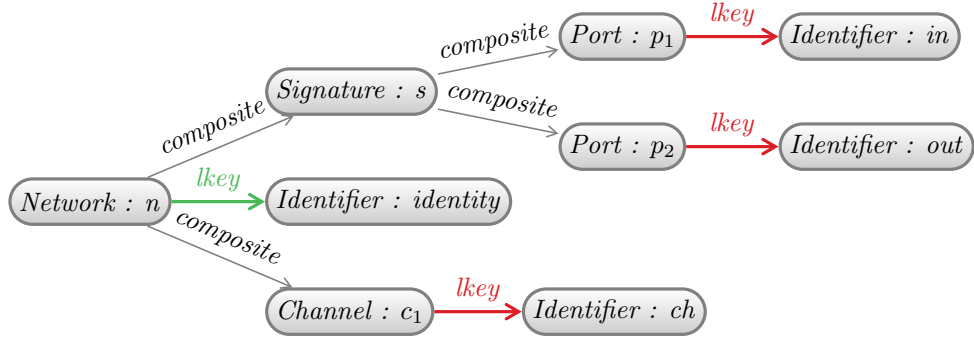 lkey
Port : p₁
Identifier : in
composite
Signature : s
composite
lkey
Port : p₂
Identifier : out
composite
lkey
Network : n
Identifier : identity
composite
lkey
Channel : c₁
Identifier : ch